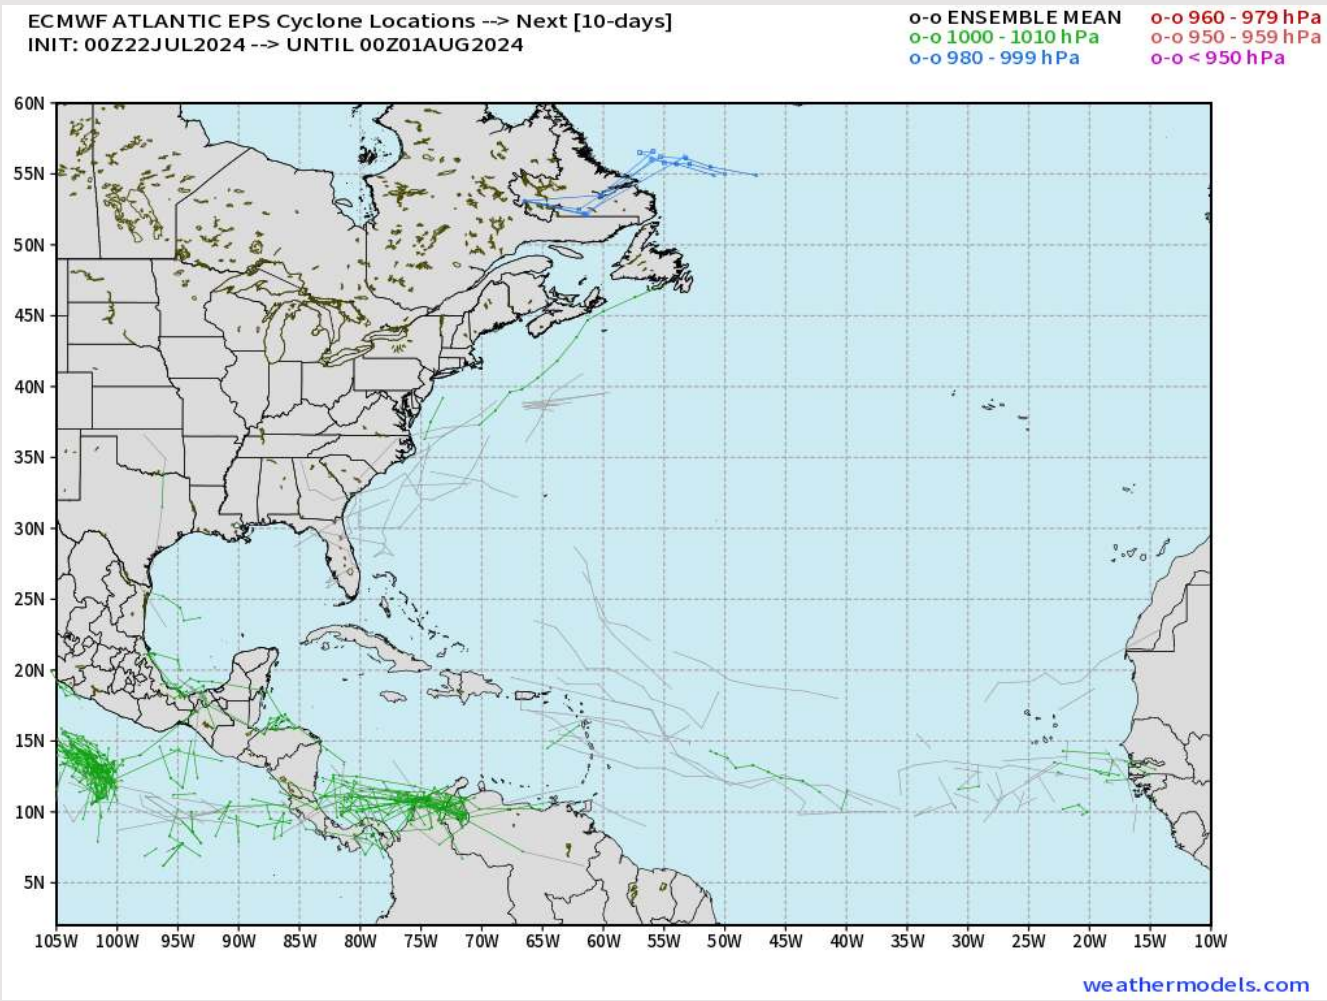 ECMWF ATLANTIC EPS Cyclone Locations --> Next [10-days]
INIT: 00Z22JUL2024 --> UNTIL 00Z01AUG2024
o-o ENSEMBLE MEAN
o-o 1000 - 1010 hPa
o-o 980 - 999 hPa
o-o 960 - 979 hPa
o-o 950 - 959 hPa
o-o < 950 hPa
60N
55N
50N
45N
40N
35N
30N
25N
20N
15N
10N
5N
105W 100W 95W 90W 85W 80W 75W 70W 65W 60W 55W 50W 45W 40W 35W 30W 25W 20W 15W 10W
weathermodels.com